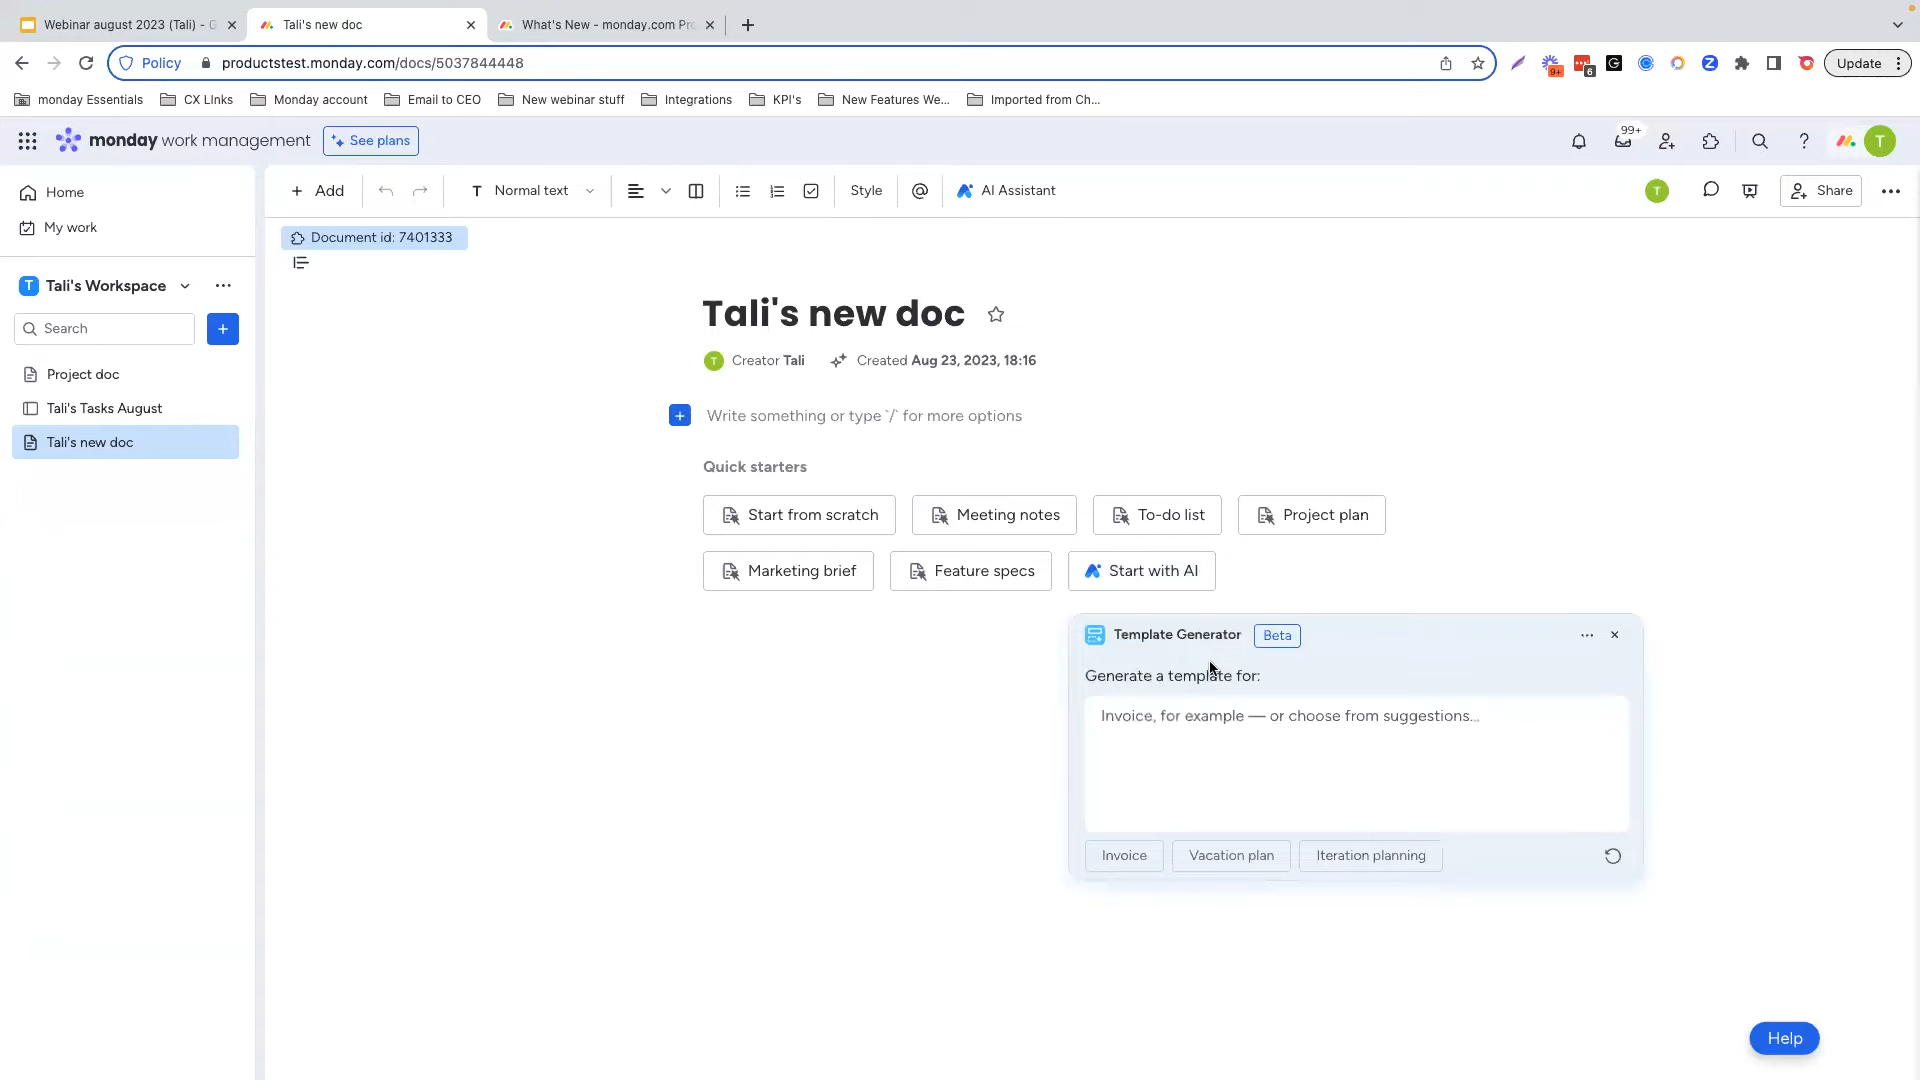 Webinar august 2023 (Tali) - G
Tali's new doc
What's New - monday.com Pro
Policy
productstest.monday.com/docs/5037844448
9+
6
Update
monday Essentials
CX LInks
Monday account
Email to CEO
New webinar stuff
Integrations
KPI's
New Features We...
Imported from Ch...
monday work management
See plans
99+
T
Home
My work
+ Add
Normal text
Style
AI Assistant
T
Share
Document id: 7401333
T Tali's Workspace
Search
Project doc
Tali's Tasks August
Tali's new doc
Tali's new doc
T Creator Tali
Created Aug 23, 2023, 18:16
Write something or type `/` for more options
Quick starters
Start from scratch
Meeting notes
To-do list
Project plan
Marketing brief
Feature specs
Start with AI
Template Generator
Beta
Generate a template for:
Invoice, for example — or choose from suggestions...
Invoice
Vacation plan
Iteration planning
Help